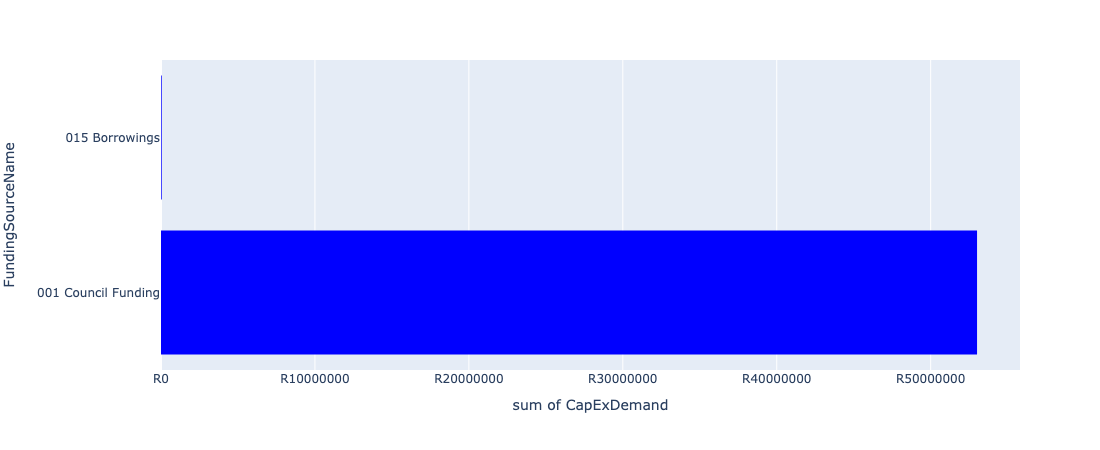 FundingSourceName
015 Borrowings
001 Council Funding
R0
R10000000
R20000000
R30000000
R40000000
R50000000
sum of CapExDemand